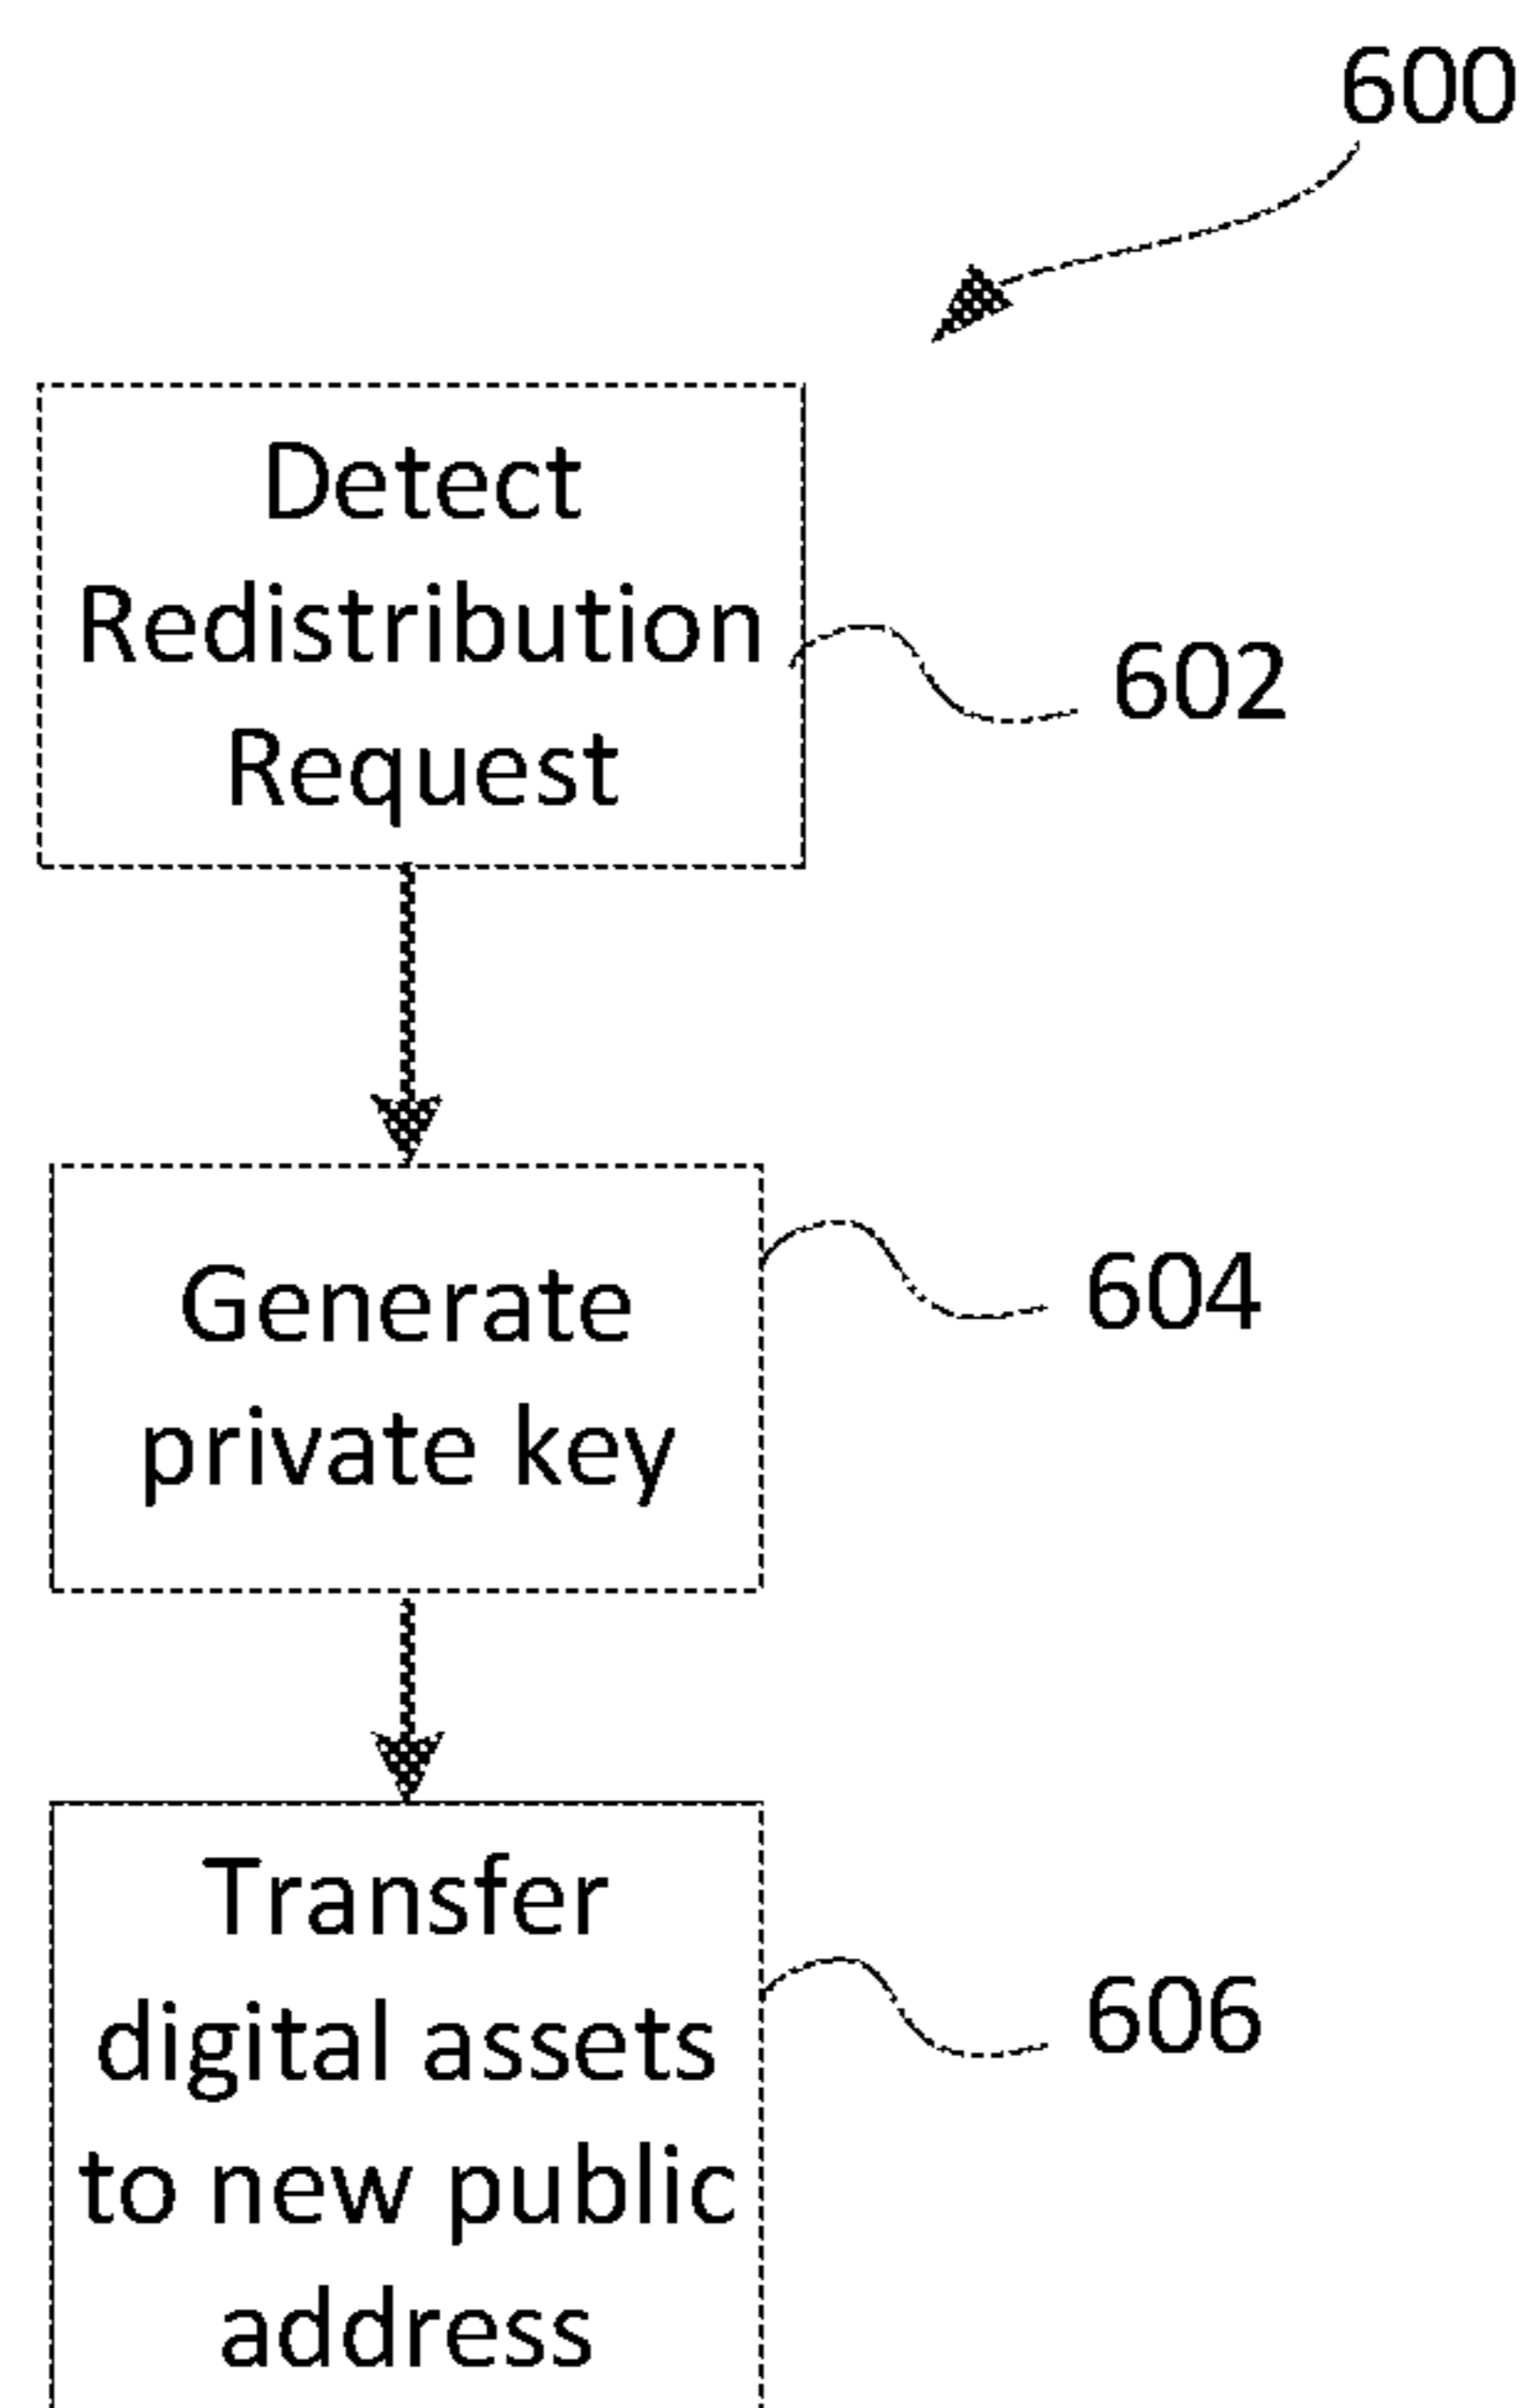 600
Detect
Redistribution
Request
602
Generate
private key
604
Transfer
digital assets
to new public
address
606